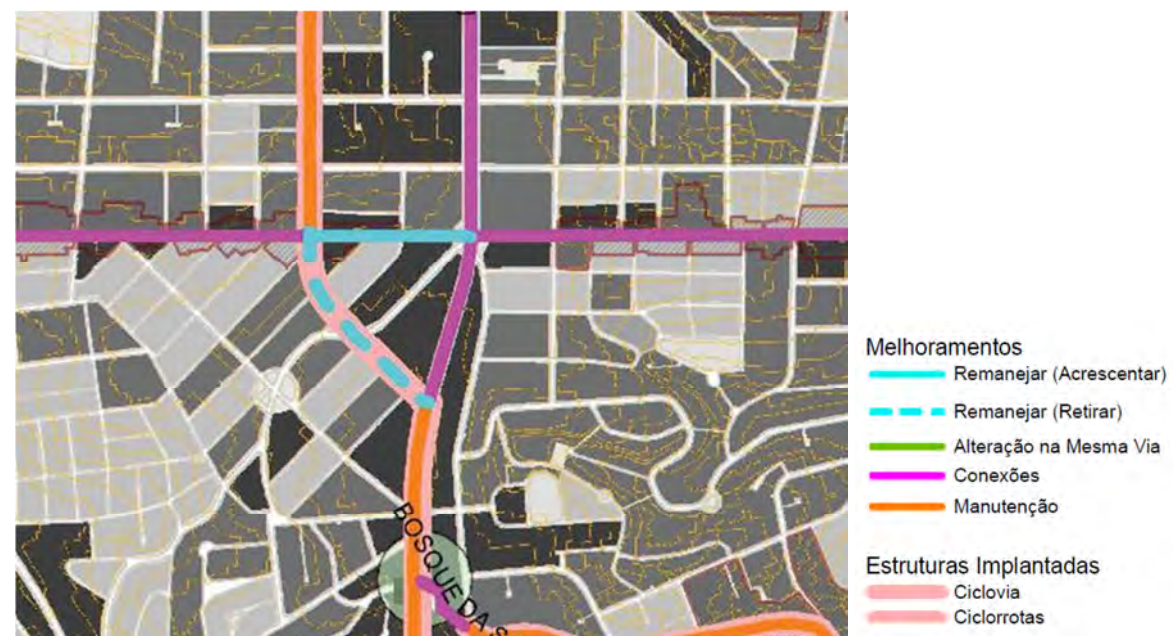 BOSQUE DA S
Melhoramentos
Remanejar (Acrescentar)
Remanejar (Retirar)
Alteração na Mesma Via
Conexões
Manutenção
Estruturas Implantadas
Ciclovia
Ciclorrotas